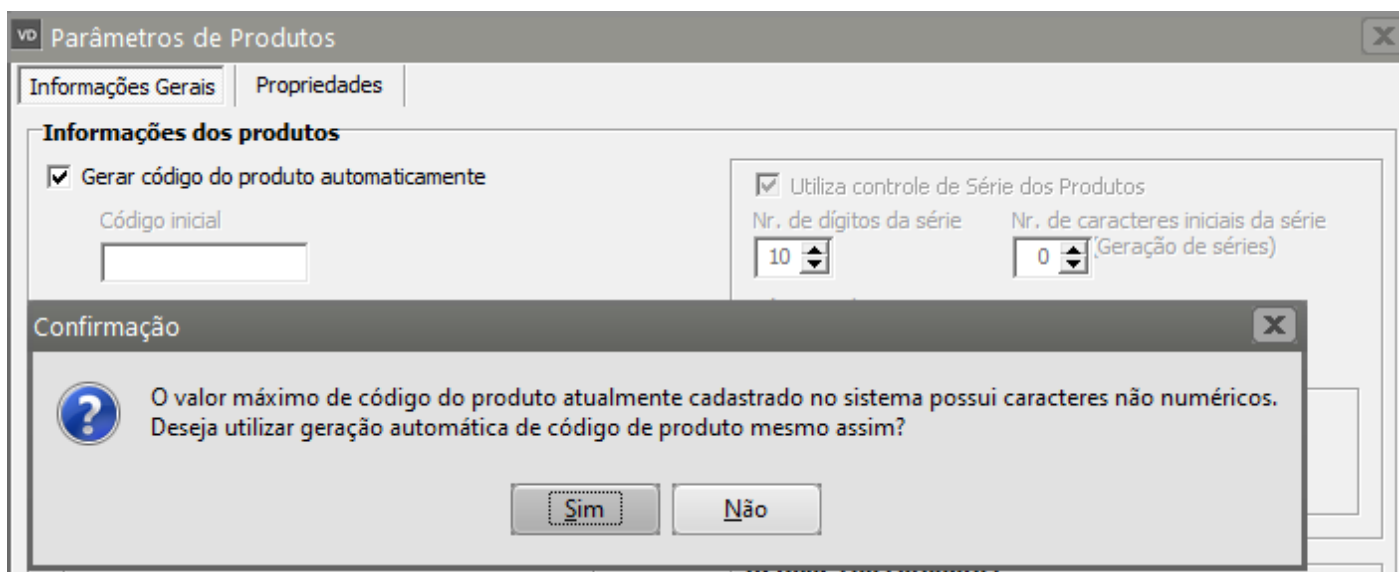 VD Parâmetros de Produtos
Informações Gerais Propriedades
Informações dos produtos
Gerar código do produto automaticamente
Código inicial
Utiliza controle de Série dos Produtos
Nr. de dígitos da série Nr. de caracteres iniciais da série
(Geração de séries)
10 0
Confirmação
O valor máximo de código do produto atualmente cadastrado no sistema possui caracteres não numéricos.
Deseja utilizar geração automática de código de produto mesmo assim?
Sim Não